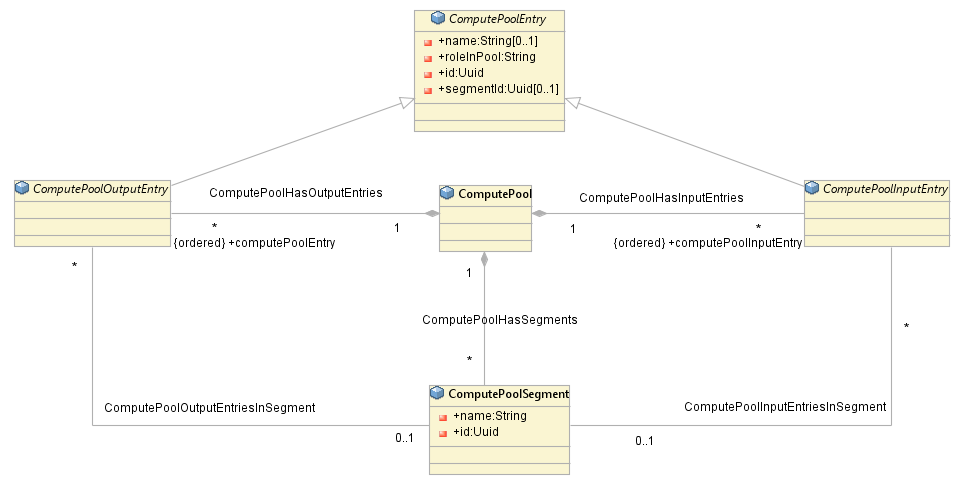 ComputePoolEntry
+name:String[0..1]
+roleInPool:String
+id:Uuid
+segmentId:Uuid[0..1]
ComputePoolOutputEntry
ComputePoolHasOutputEntries
ComputePool
ComputePoolHasInputEntries
ComputePoolInputEntry
*
1
1
*
{ordered} +computePoolEntry
{ordered} +computePoolInputEntry
*
1
ComputePoolHasSegments
*
*
ComputePoolSegment
+name:String
+id:Uuid
ComputePoolOutputEntriesInSegment
ComputePoolInputEntriesInSegment
0..1
0..1